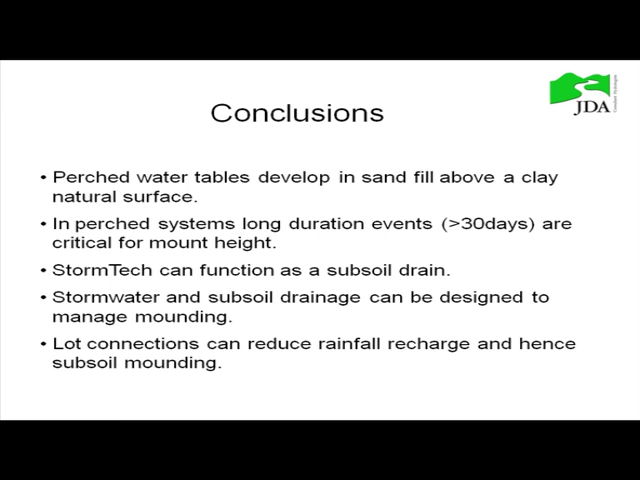 JDA
Conclusions
• Perched water tables develop in sand fill above a clay
natural surface.
• In perched systems long duration events (>30days) are
critical for mount height.
• StormTech can function as a subsoil drain.
• Stormwater and subsoil drainage can be designed to
manage mounding.
• Lot connections can reduce rainfall recharge and hence
subsoil mounding.